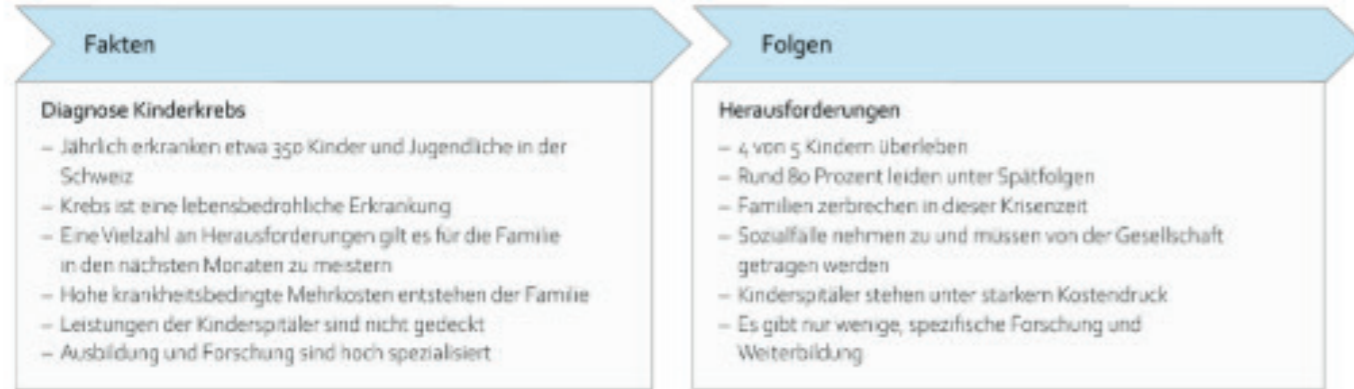 Fakten
Diagnose Kinderkrebs
– Jährlich erkranken etwa 350 Kinder und Jugendliche in der
Schweiz
– Krebs ist eine lebensbedrohliche Erkrankung
– Eine Vielzahl an Herausforderungen gilt es für die Familie
in den nächsten Monaten zu meistern
– Hohe krankheitsbedingte Mehrkosten entstehen der Familie
– Leistungen der Kinderspitäler sind nicht gedeckt
– Ausbildung und Forschung sind hoch spezialisiert
Folgen
Herausforderungen
– 4 von 5 Kindern überleben
– Rund 80 Prozent leiden unter Spätfolgen
– Familien zerbrechen in dieser Krisenzeit
– Sozialfälle nehmen zu und müssen von der Gesellschaft
getragen werden
– Kinderspitäler stehen unter starkem Kostendruck
– Es gibt nur wenige, spezifische Forschung und
Weiterbildung